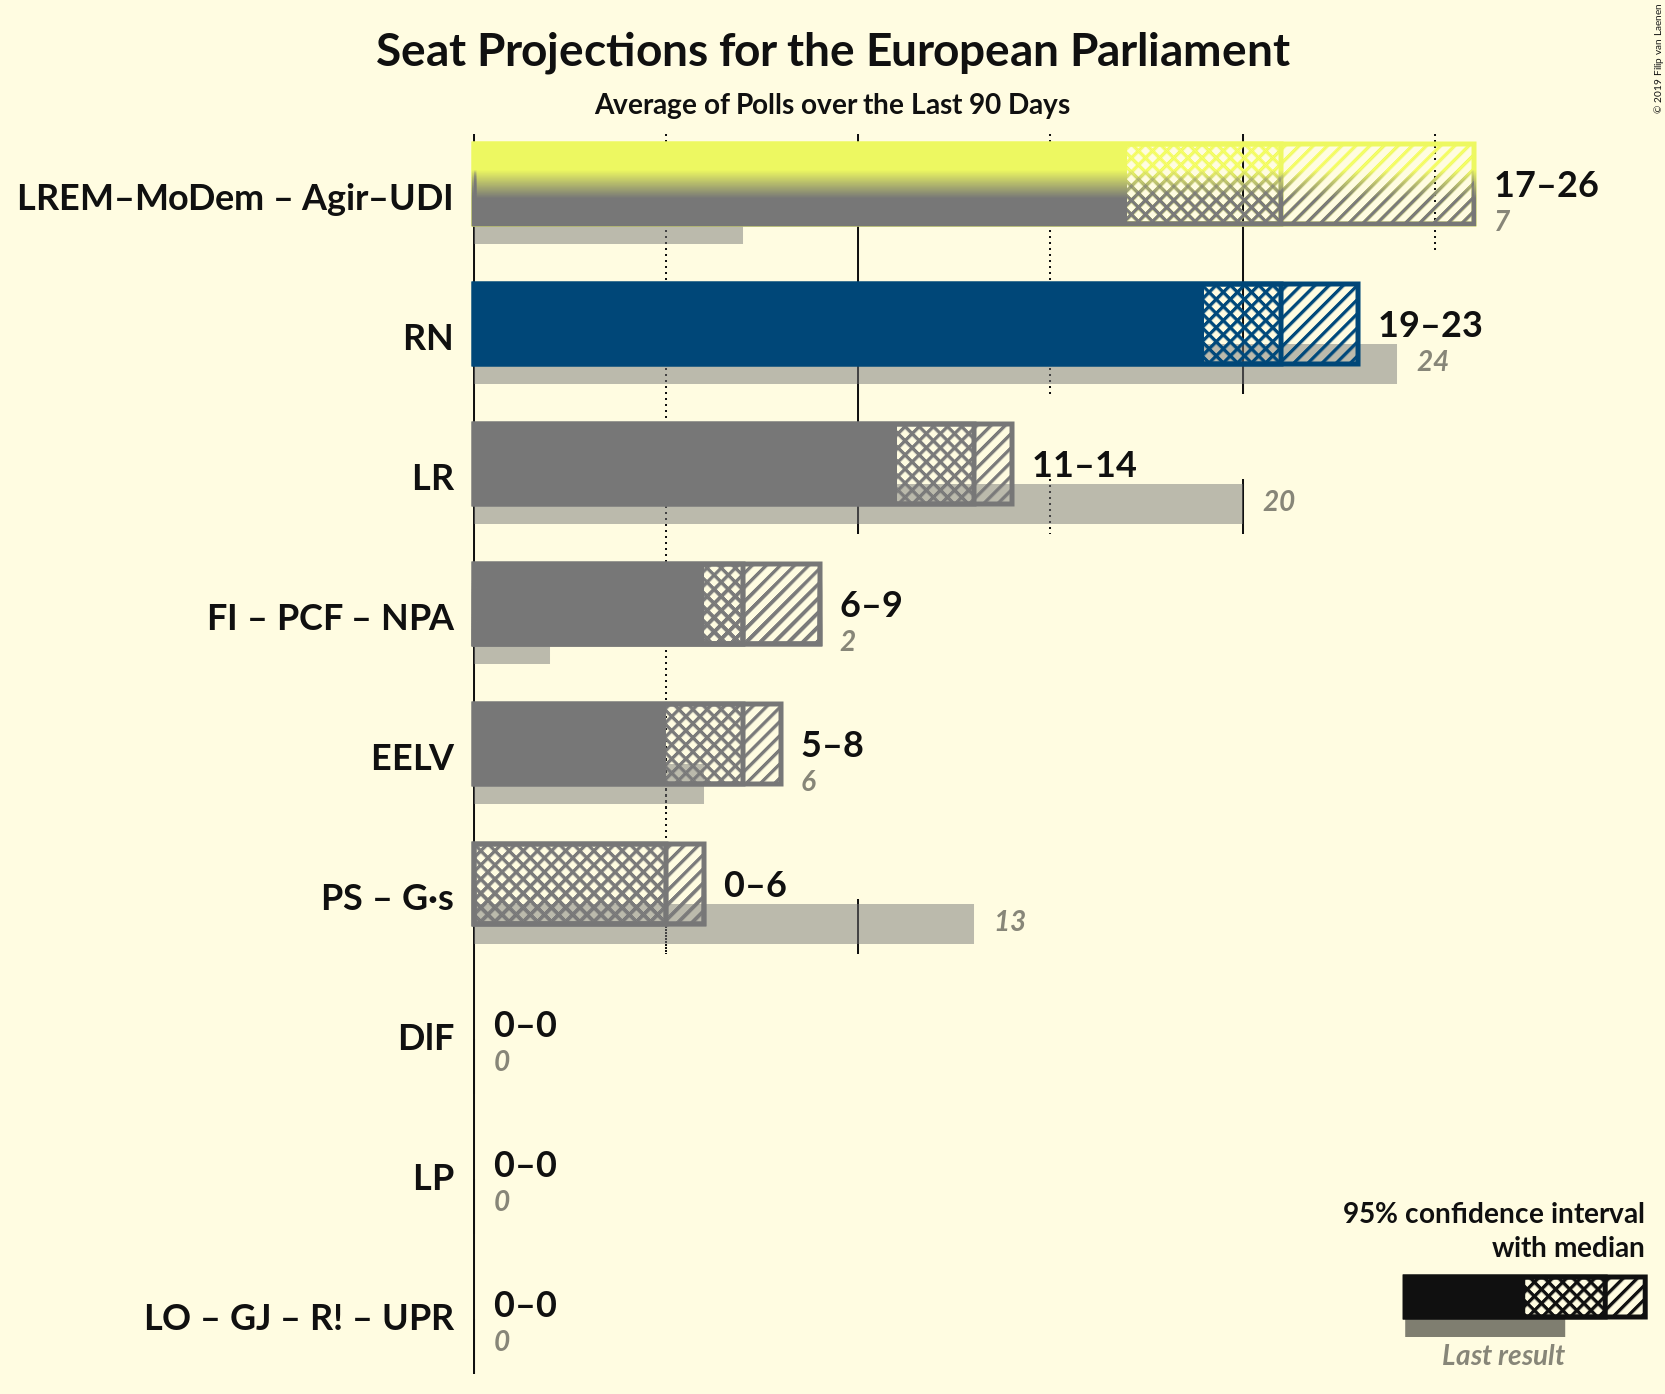 Seat Projections for the European Parliament
Average of Polls over the Last 90 Days
© 2019 Filip van Laenen
LREM–MoDem – Agir–UDI
17–26
7
RN
19–23
24
LR
11–14
20
FI – PCF – NPA
6–9
2
EELV
5–8
6
PS – G·s
0–6
13
DlF
0–0
0
LP
0–0
0
LO – GJ – R! – UPR
0–0
0
95% confidence interval
with median
Last result